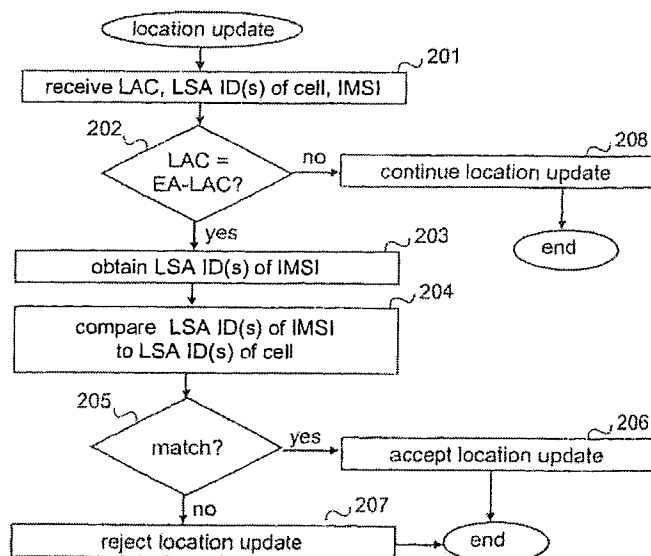 location update
201
receive LAC, LSA ID(s) of cell, IMSI
202
LAC =
EA-LAC?
no
208
continue location update
yes
end
203
obtain LSA ID(s) of IMSI
204
compare LSA ID(s) of IMSI
to LSA ID(s) of cell
205
match?
yes
206
accept location update
no
207
reject location update
end